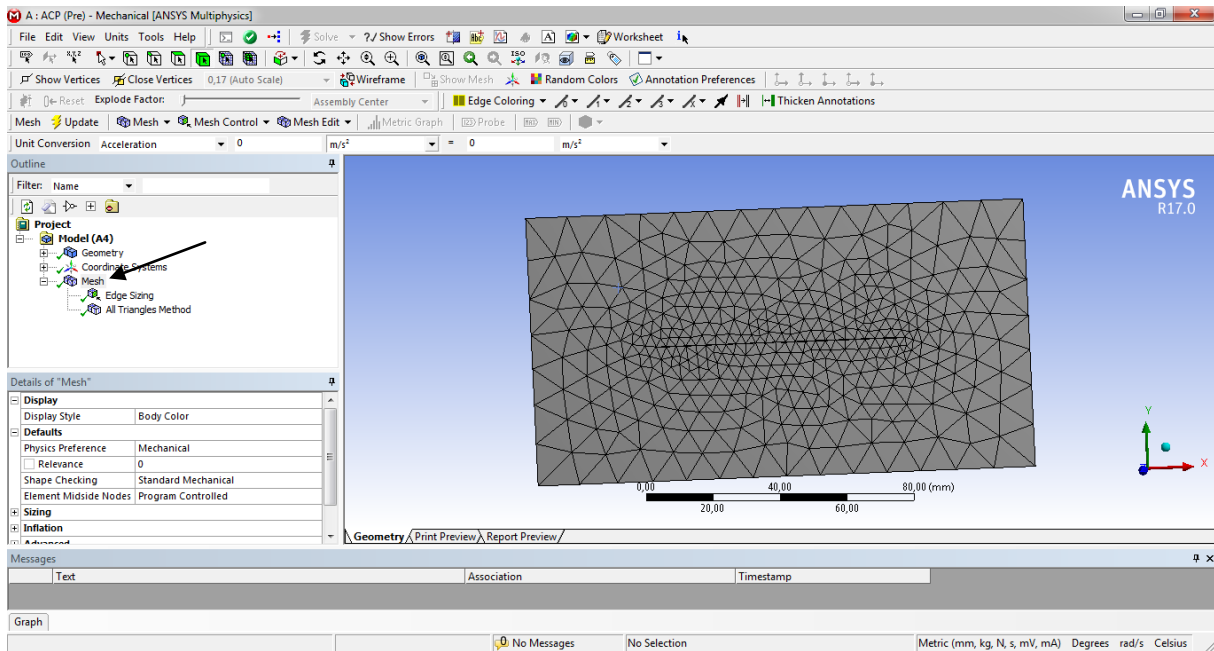 A : ACP (Pre) - Mechanical [ANSYS Multiphysics]
File Edit View Units Tools Help Solve ?/ Show Errors Worksheet
Show Vertices Close Vertices 0,17 (Auto Scale) Wireframe Show Mesh Random Colors Annotation Preferences
Reset Explode Factor: Assembly Center Edge Coloring Thicken Annotations
Mesh Update Mesh Mesh Control Mesh Edit Metric Graph Probe
Unit Conversion Acceleration 0 m/s² = 0 m/s²
Outline
Filter: Name
Project
Model (A4)
Geometry
Coordinate Systems
Mesh
Edge Sizing
All Triangles Method
Details of "Mesh"
Display
Display Style Body Color
Defaults
Physics Preference Mechanical
Relevance 0
Shape Checking Standard Mechanical
Element Midside Nodes Program Controlled
Sizing
Inflation
Advanced
ANSYS
R17.0
Y
X
0,00 40,00 80,00 (mm)
20,00 60,00
Geometry Print Preview Report Preview
Messages
Text Association Timestamp
Graph
0 No Messages No Selection Metric (mm, kg, N, s, mV, mA) Degrees rad/s Celsius